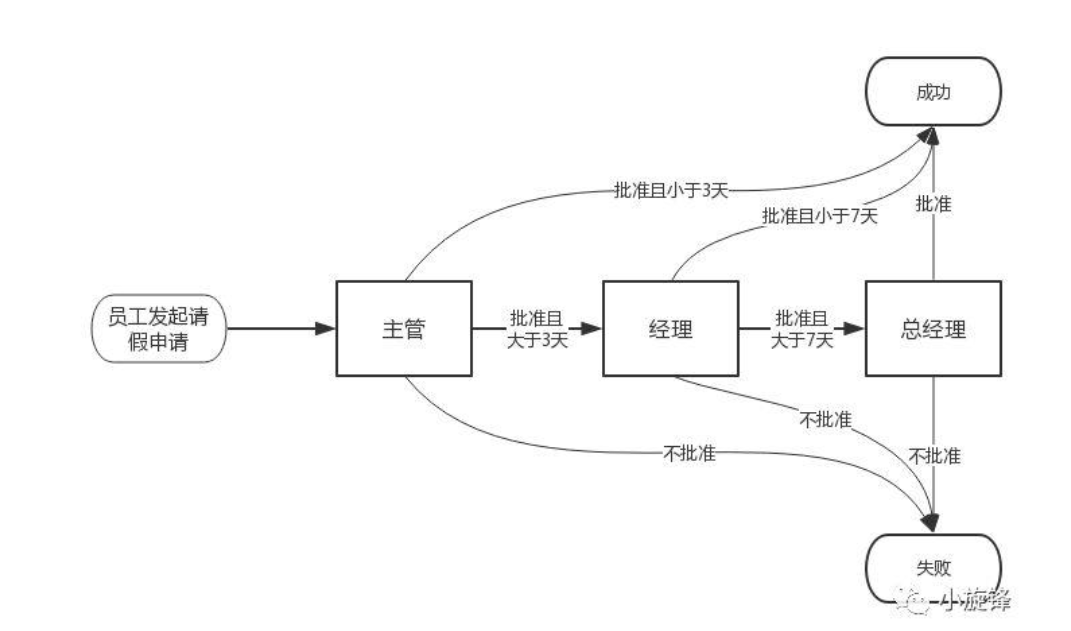 成功
批准且小于3天
批准且小于7天
批准
员工发起请
假申请
主管
批准且
大于3天
经理
批准且
大于7天
总经理
不批准
不批准
不批准
失败
小旋锋